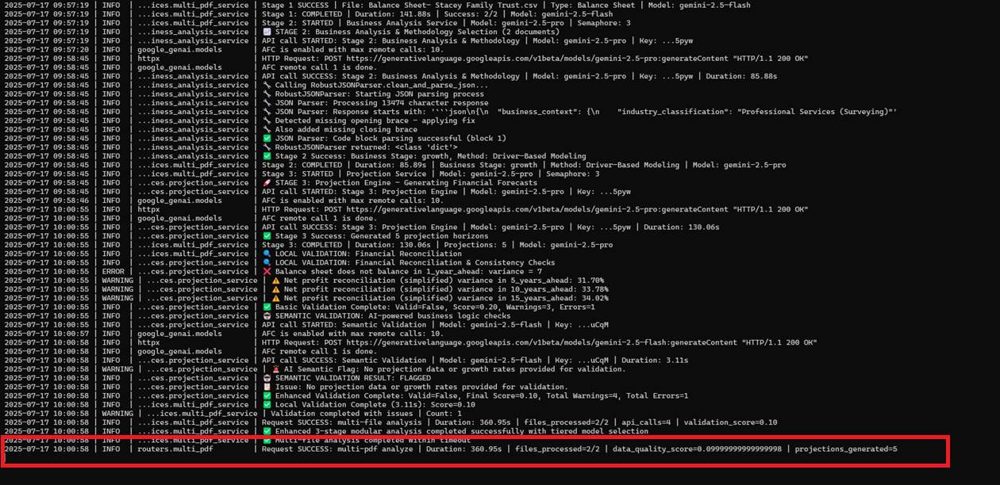 2025-07-17 09:57:19 | INFO | ...ices.multi_pdf_service | Stage 1 SUCCESS | File: Balance Sheet- Stacey Family Trust.csv | Type: Balance Sheet | Model: gemini-2.5-flash
2025-07-17 09:57:19 | INFO | ...ices.multi_pdf_service | Stage 1: COMPLETED | Duration: 141.88s | Success: 2/2 | Model: gemini-2.5-flash
2025-07-17 09:57:19 | INFO | ...ices.multi_pdf_service | Stage 2: STARTED | Business Analysis Service | Model: gemini-2.5-pro | Semaphore: 3
2025-07-17 09:57:19 | INFO | ...iness_analysis_service | 📈 STAGE 2: Business Analysis & Methodology Selection (2 documents)
2025-07-17 09:57:19 | INFO | ...iness_analysis_service | API call STARTED: Stage 2: Business Analysis & Methodology | Model: gemini-2.5-pro | Key: ...5pyw
2025-07-17 09:57:20 | INFO | google_genai.models | AFC is enabled with max remote calls: 10.
2025-07-17 09:58:45 | INFO | httpx | HTTP Request: POST https://generativelanguage.googleapis.com/v1beta/models/gemini-2.5-pro:generateContent "HTTP/1.1 200 OK"
2025-07-17 09:58:45 | INFO | google_genai.models | AFC remote call 1 is done.
2025-07-17 09:58:45 | INFO | ...iness_analysis_service | API call SUCCESS: Stage 2: Business Analysis & Methodology | Model: gemini-2.5-pro | Key: ...5pyw | Duration: 85.88s
2025-07-17 09:58:45 | INFO | ...iness_analysis_service | 🔧 Calling RobustJSONParser.clean_and_parse_json...
2025-07-17 09:58:45 | INFO | ...iness_analysis_service | 🔧 RobustJSONParser: Starting JSON parsing process
2025-07-17 09:58:45 | INFO | ...iness_analysis_service | 🔧 JSON Parser: Processing 13474 character response
2025-07-17 09:58:45 | INFO | ...iness_analysis_service | 🔧 JSON Parser: Response starts with: '```json\n{\n  "business_context": {\n    "industry_classification": "Professional Services (Surveying)"'
2025-07-17 09:58:45 | INFO | ...iness_analysis_service | 🔧 Detected missing opening brace - applying fix
2025-07-17 09:58:45 | INFO | ...iness_analysis_service | 🔧 Also added missing closing brace
2025-07-17 09:58:45 | INFO | ...iness_analysis_service | ✅ JSON Parser: Code block parsing successful (block 1)
2025-07-17 09:58:45 | INFO | ...iness_analysis_service | 🔧 RobustJSONParser returned: <class 'dict'>
2025-07-17 09:58:45 | INFO | ...iness_analysis_service | ✅ Stage 2 Success: Business Stage: growth, Method: Driver-Based Modeling
2025-07-17 09:58:45 | INFO | ...ices.multi_pdf_service | Stage 2: COMPLETED | Duration: 85.89s | Business Stage: growth | Method: Driver-Based Modeling | Model: gemini-2.5-pro
2025-07-17 09:58:45 | INFO | ...ices.multi_pdf_service | Stage 3: STARTED | Projection Service | Model: gemini-2.5-pro | Semaphore: 3
2025-07-17 09:58:45 | INFO | ...ces.projection_service | 🚀 STAGE 3: Projection Engine - Generating Financial Forecasts
2025-07-17 09:58:45 | INFO | ...ces.projection_service | API call STARTED: Stage 3: Projection Engine | Model: gemini-2.5-pro | Key: ...5pyw
2025-07-17 09:58:46 | INFO | google_genai.models | AFC is enabled with max remote calls: 10.
2025-07-17 10:00:55 | INFO | httpx | HTTP Request: POST https://generativelanguage.googleapis.com/v1beta/models/gemini-2.5-pro:generateContent "HTTP/1.1 200 OK"
2025-07-17 10:00:55 | INFO | google_genai.models | AFC remote call 1 is done.
2025-07-17 10:00:55 | INFO | ...ces.projection_service | API call SUCCESS: Stage 3: Projection Engine | Model: gemini-2.5-pro | Key: ...5pyw | Duration: 130.06s
2025-07-17 10:00:55 | INFO | ...ces.projection_service | ✅ Stage 3 Success: Generated 5 projection horizons
2025-07-17 10:00:55 | INFO | ...ices.multi_pdf_service | Stage 3: COMPLETED | Duration: 130.06s | Projections: 5 | Model: gemini-2.5-pro
2025-07-17 10:00:55 | INFO | ...ices.multi_pdf_service | 🔍 LOCAL VALIDATION: Financial Reconciliation
2025-07-17 10:00:55 | INFO | ...ces.projection_service | 🔍 LOCAL VALIDATION: Financial Reconciliation & Consistency Checks
2025-07-17 10:00:55 | ERROR | ...ces.projection_service | ❌ Balance sheet does not balance in 1_year_ahead: variance = 7
2025-07-17 10:00:55 | WARNING | ...ces.projection_service | ⚠️ Net profit reconciliation (simplified) variance in 5_years_ahead: 31.70%
2025-07-17 10:00:55 | WARNING | ...ces.projection_service | ⚠️ Net profit reconciliation (simplified) variance in 10_years_ahead: 33.78%
2025-07-17 10:00:55 | WARNING | ...ces.projection_service | ⚠️ Net profit reconciliation (simplified) variance in 15_years_ahead: 34.02%
2025-07-17 10:00:55 | INFO | ...ces.projection_service | ✅ Basic Validation Complete: Valid=False, Score=0.20, Warnings=3, Errors=1
2025-07-17 10:00:55 | INFO | ...ces.projection_service | 🤖 SEMANTIC VALIDATION: AI-powered business logic checks
2025-07-17 10:00:55 | INFO | ...ces.projection_service | API call STARTED: Semantic Validation | Model: gemini-2.5-flash | Key: ...uCqM
2025-07-17 10:00:57 | INFO | google_genai.models | AFC is enabled with max remote calls: 10.
2025-07-17 10:00:58 | INFO | httpx | HTTP Request: POST https://generativelanguage.googleapis.com/v1beta/models/gemini-2.5-flash:generateContent "HTTP/1.1 200 OK"
2025-07-17 10:00:58 | INFO | google_genai.models | AFC remote call 1 is done.
2025-07-17 10:00:58 | INFO | ...ces.projection_service | API call SUCCESS: Semantic Validation | Model: gemini-2.5-flash | Key: ...uCqM | Duration: 3.11s
2025-07-17 10:00:58 | WARNING | ...ces.projection_service | 🚨 AI Semantic Flag: No projection data or growth rates provided for validation.
2025-07-17 10:00:58 | INFO | ...ces.projection_service | 🤖 SEMANTIC VALIDATION RESULT: FLAGGED
2025-07-17 10:00:58 | INFO | ...ces.projection_service | 📋 Issue: No projection data or growth rates provided for validation.
2025-07-17 10:00:58 | INFO | ...ces.projection_service | ✅ Enhanced Validation Complete: Valid=False, Final Score=0.10, Total Warnings=4, Total Errors=1
2025-07-17 10:00:58 | INFO | ...ices.multi_pdf_service | ✅ Local Validation Complete (3.11s): Score=0.10
2025-07-17 10:00:58 | WARNING | ...ices.multi_pdf_service | Validation completed with issues | Count: 1
2025-07-17 10:00:58 | INFO | ...ices.multi_pdf_service | Request SUCCESS: multi-file analysis | Duration: 360.95s | files_processed=2/2 | api_calls=4 | validation_score=0.10
2025-07-17 10:00:58 | INFO | ...ices.multi_pdf_service | ✅ Enhanced 3-stage modular analysis completed successfully with tiered model selection
2025-07-17 10:00:58 | INFO | ...ices.multi_pdf_service | ✅ Multi-file analysis completed within timeout
2025-07-17 10:00:58 | INFO | routers.multi_pdf | Request SUCCESS: multi-pdf analyze | Duration: 360.95s | files_processed=2/2 | data_quality_score=0.09999999999999998 | projections_generated=5